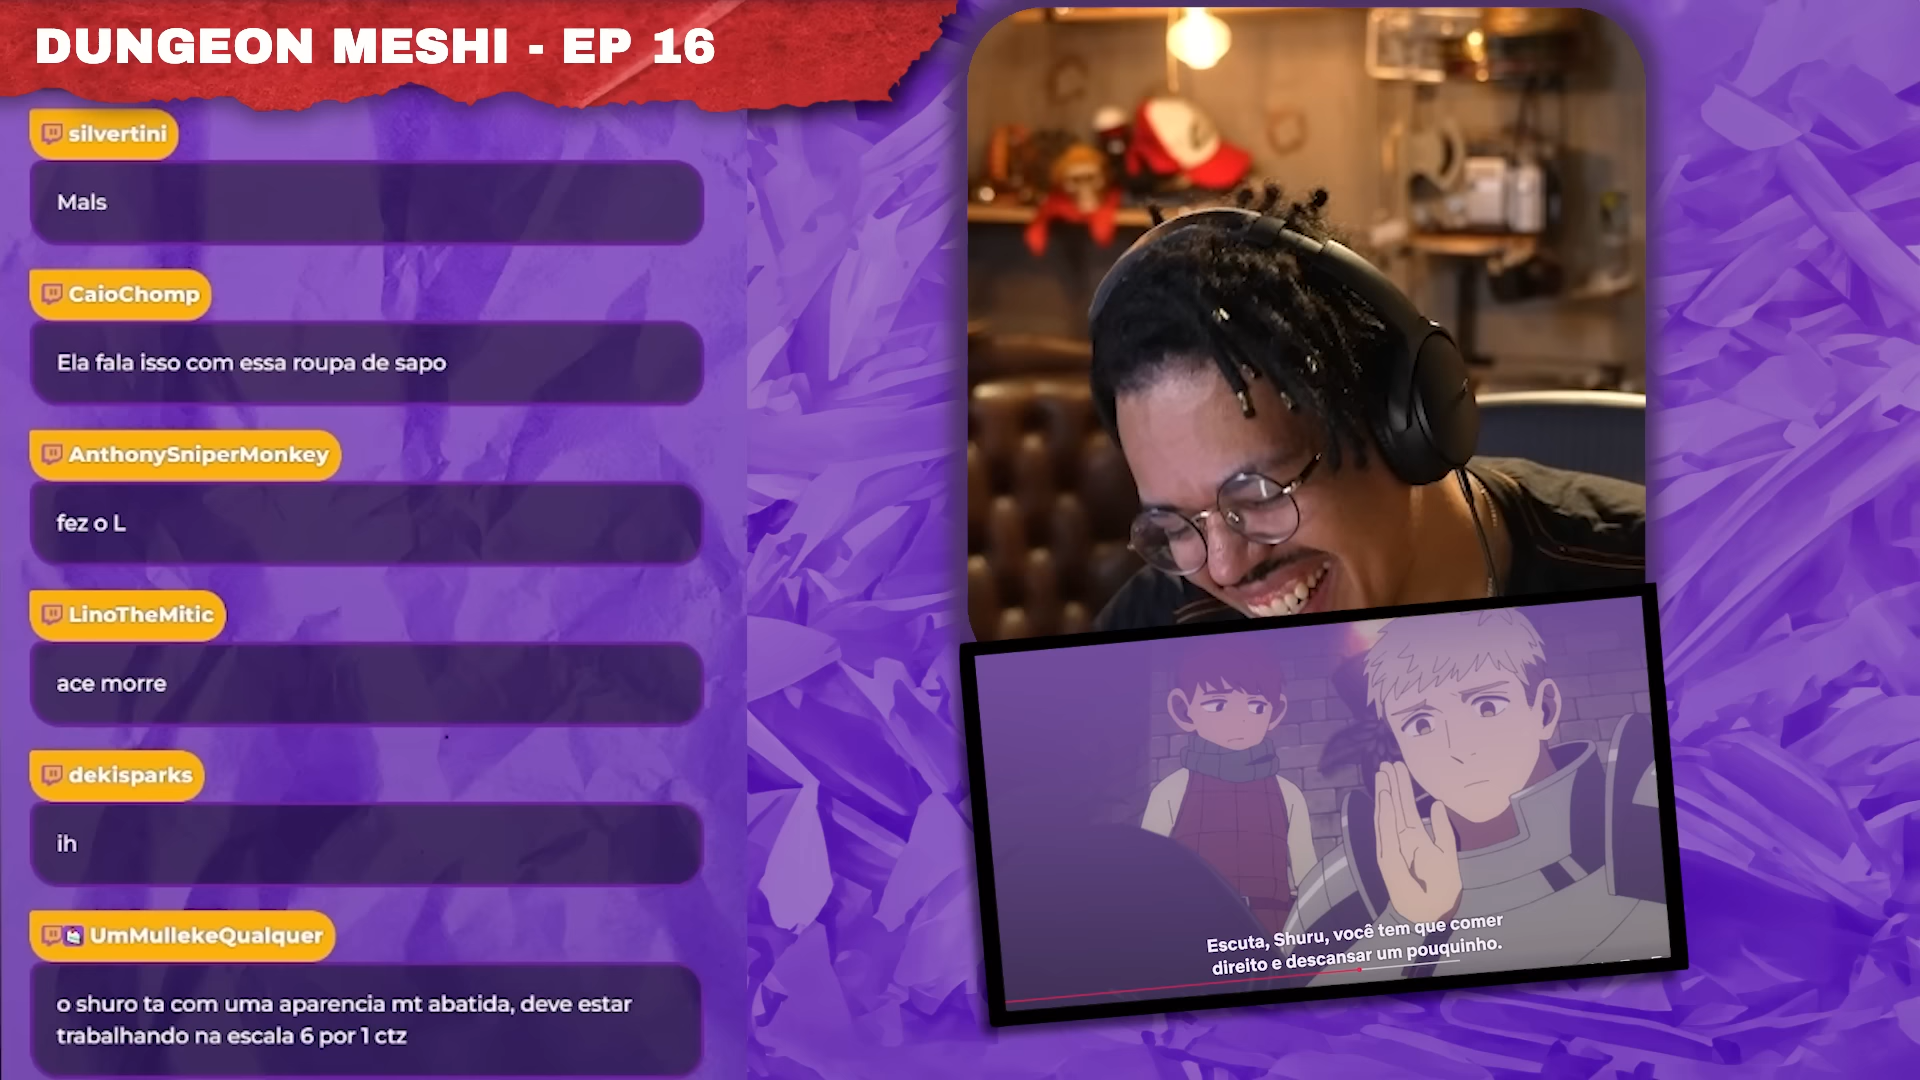 DUNGEON MESHI - EP 16
silvertini
Mals
CaioChomp
Ela fala isso com essa roupa de sapo
AnthonySniperMonkey
fez o L
LinoTheMitic
ace morre
dekisparks
ih
UmMullekeQualquer
o shuro ta com uma aparencia mt abatida, deve estar
trabalhando na escala 6 por 1 ctz
Escuta, Shuru, você tem que comer
direito e descansar um pouquinho.